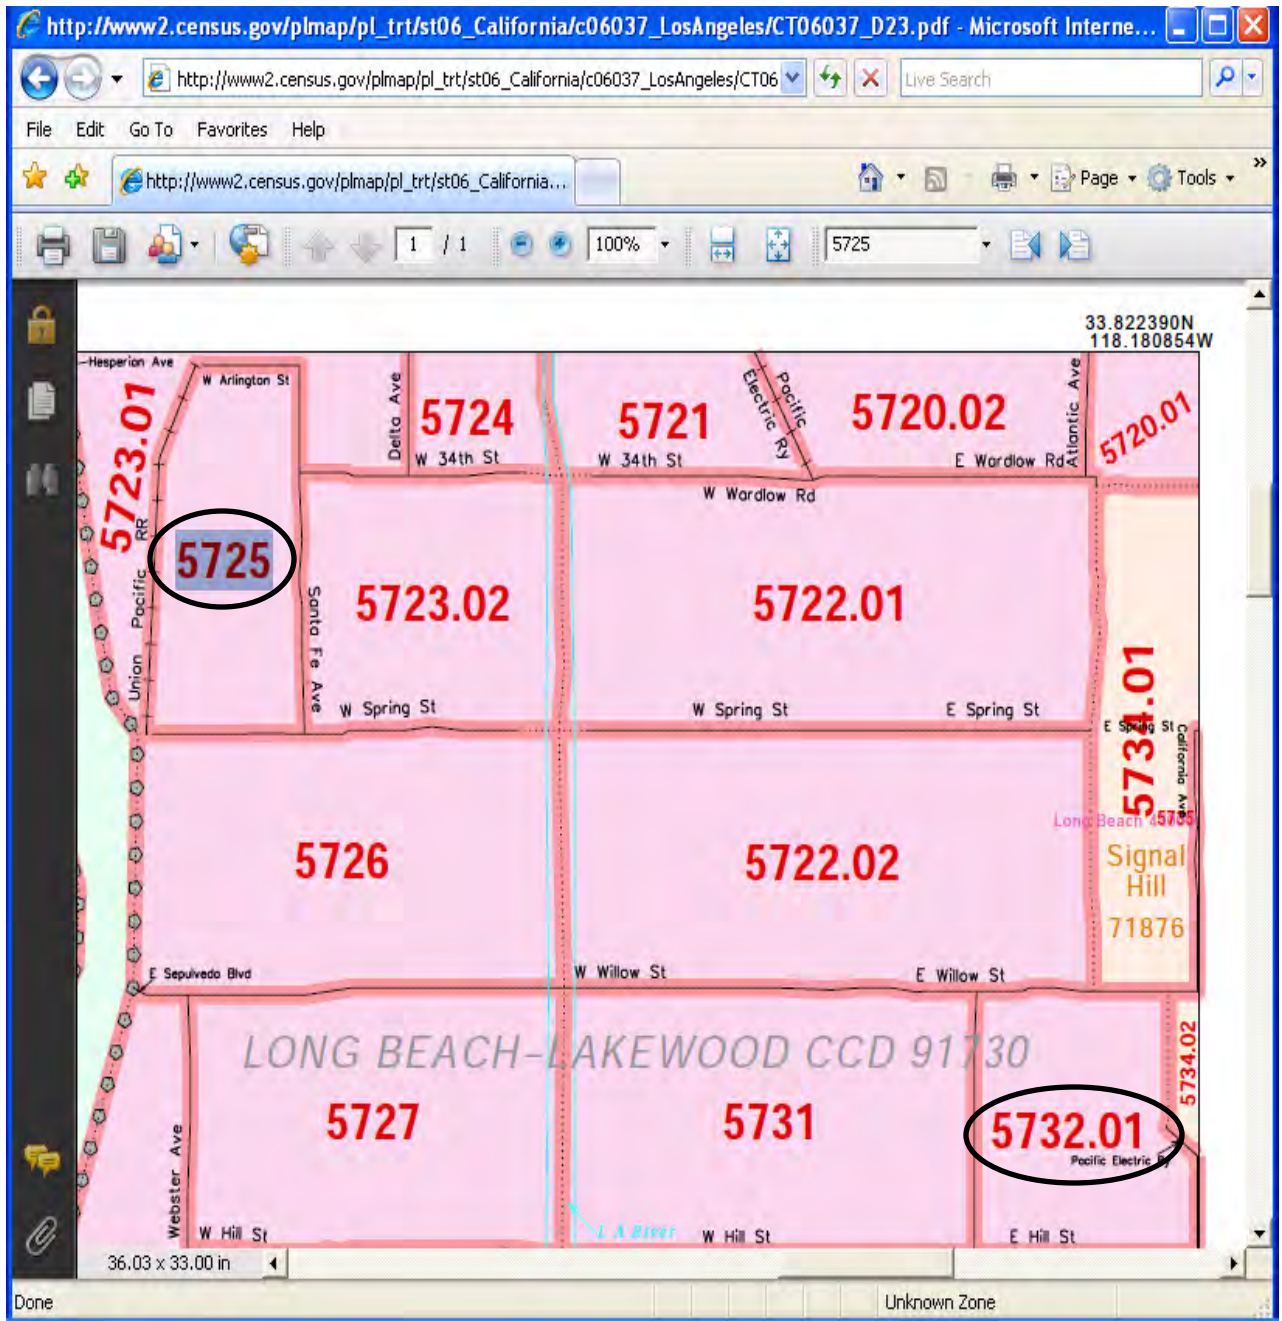 http://www2.census.gov/plmap/pl_trt/st06_California/c06037_LosAngeles/CT06037_D23.pdf - Microsoft Interne...
http://www2.census.gov/plmap/pl_trt/st06_California/c06037_LosAngeles/CT06
Live Search
File Edit Go To Favorites Help
http://www2.census.gov/plmap/pl_trt/st06_California...
Page Tools »
1 / 1 100% 5725
33.822390N
118.180854W
Hesperian Ave
W Arlington St
5723.01
Delta Ave
5724
W 34th St
5721
W 34th St
Pacific
Electric Ry
5720.02
E Wardlow Rd
Atlantic Ave
5720.01
W Wardlow Rd
Union Pacific RR
5725
Santa Fe Ave
5723.02
5722.01
5734.01
W Spring St
W Spring St
E Spring St
E Spring St
California Ave
5726
5722.02
Long Beach
5735
Signal
Hill
71876
E Sepulveda Blvd
W Willow St
E Willow St
LONG BEACH-LAKEWOOD CCD 91730
5734.02
5727
5731
5732.01
Pacific Electric Ry
Webster Ave
W Hill St
L A River
W Hill St
E Hill St
36.03 x 33.00 in
Done
Unknown Zone